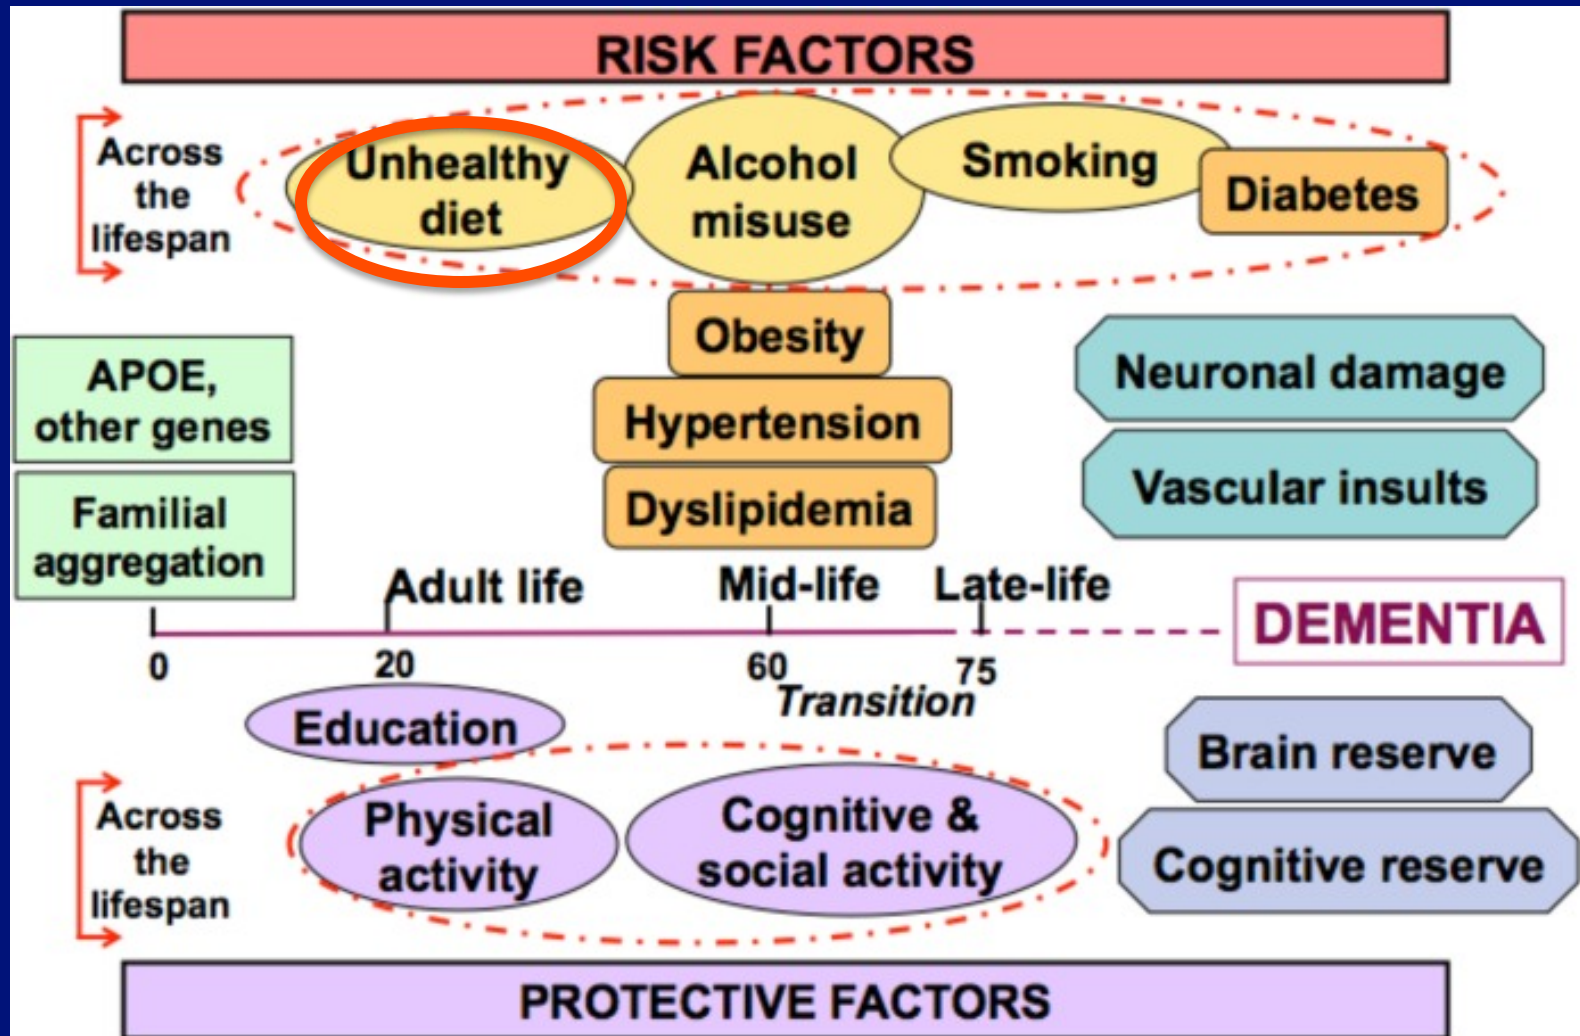 RISK FACTORS
Across
the
lifespan
Unhealthy
diet
Alcohol
misuse
Smoking
Diabetes
Obesity
Hypertension
Dyslipidemia
APOE,
other genes
Familial
aggregation
Neuronal damage
Vascular insults
Adult life
Mid-life
Late-life
DEMENTIA
0
20
60
75
Transition
Education
Across
the
lifespan
Physical
activity
Cognitive &
social activity
Brain reserve
Cognitive reserve
PROTECTIVE FACTORS